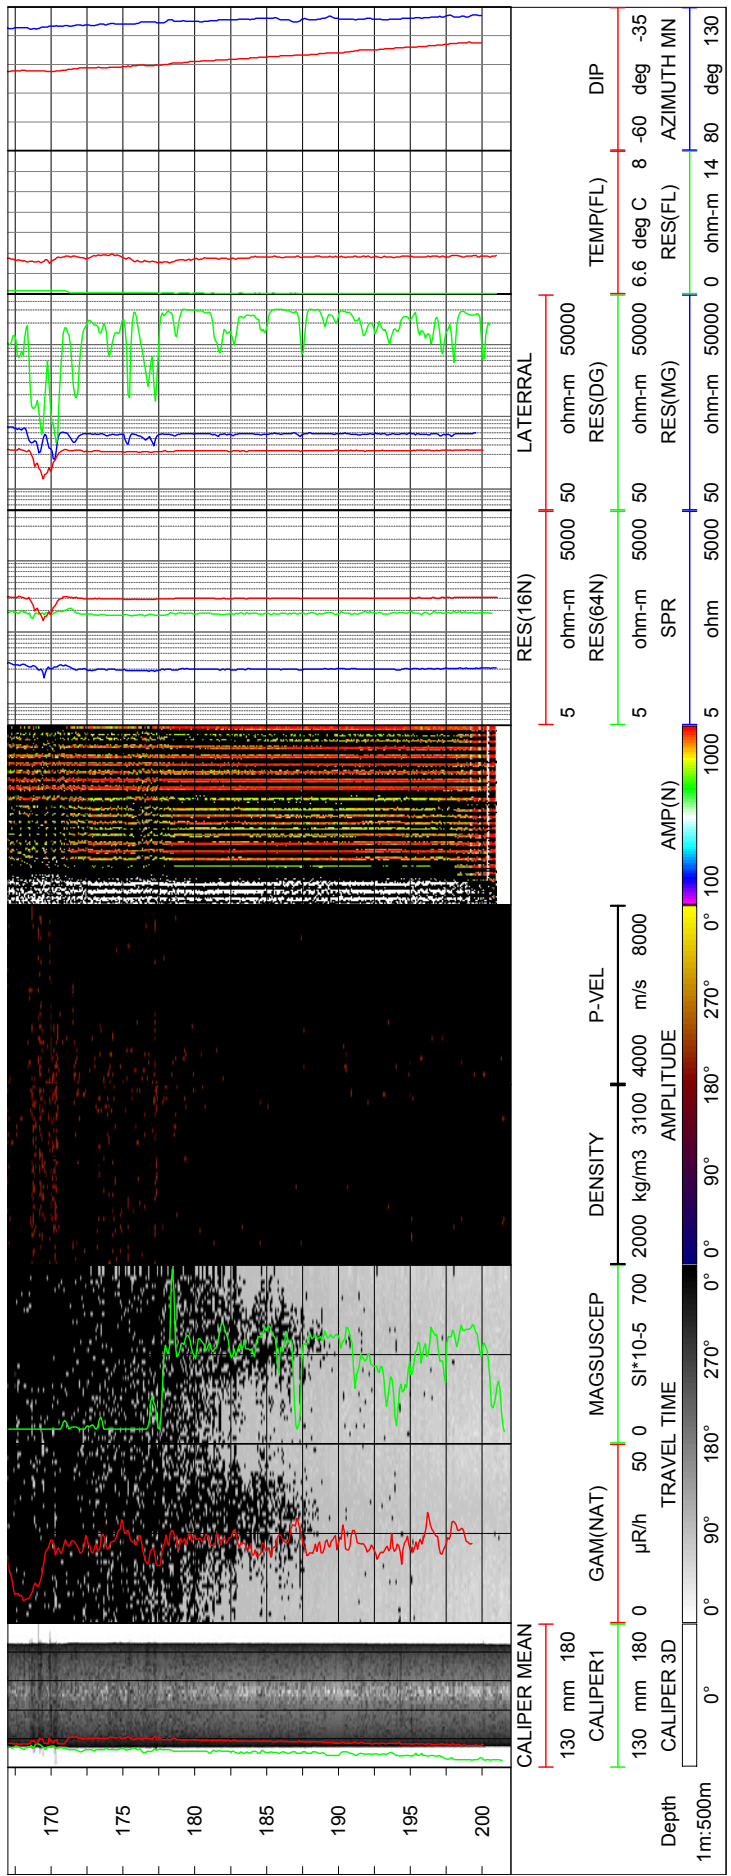 170
175
180
185
190
195
200
CALIPER MEAN RES(16N) LATERRAL
130 mm 180 5 ohm-m 5000 50 ohm-m 50000
CALIPER1 GAM(NAT) MAGSUSCEP DENSITY P-VEL RES(64N) RES(DG) TEMP(FL) DIP
130 mm 180 0 µR/h 50 0 SI*10-5 700 2000 kg/m3 3100 4000 m/s 8000 5 ohm-m 5000 50 ohm-m 50000 6.6 deg C 8 -60 deg -35
Depth CALIPER 3D TRAVEL TIME AMPLITUDE AMP(N) SPR RES(MG) RES(FL) AZIMUTH MN
1m:500m 0° 0° 90° 180° 270° 0° 0° 90° 180° 270° 0° 100 1000 5 ohm 5000 50 ohm-m 50000 0 ohm-m 14 80 deg 130